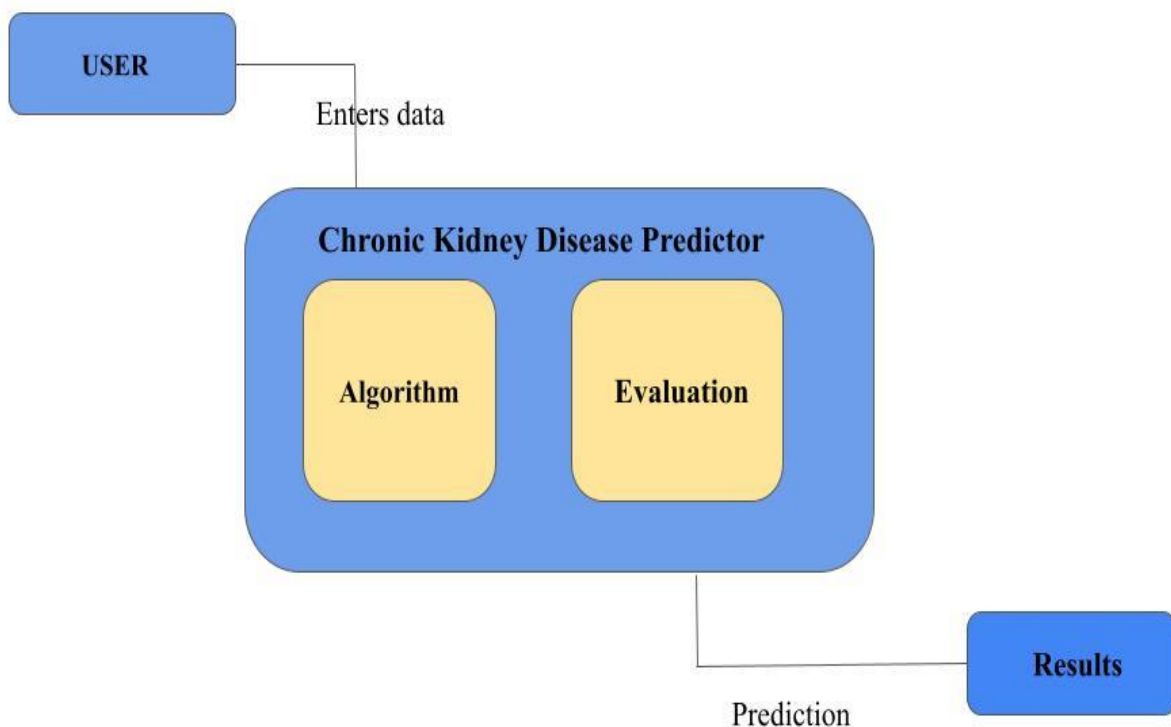 USER
Enters data
Chronic Kidney Disease Predictor
Algorithm
Evaluation
Results
Prediction